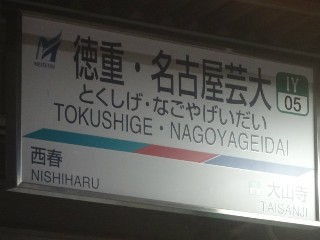 徳重・名古屋芸大
IY
05
とくしげ・なごやげいだい
TOKUSHIGE・NAGOYAGEIDAI
西春
NISHIHARU
大山寺
TAISANJI